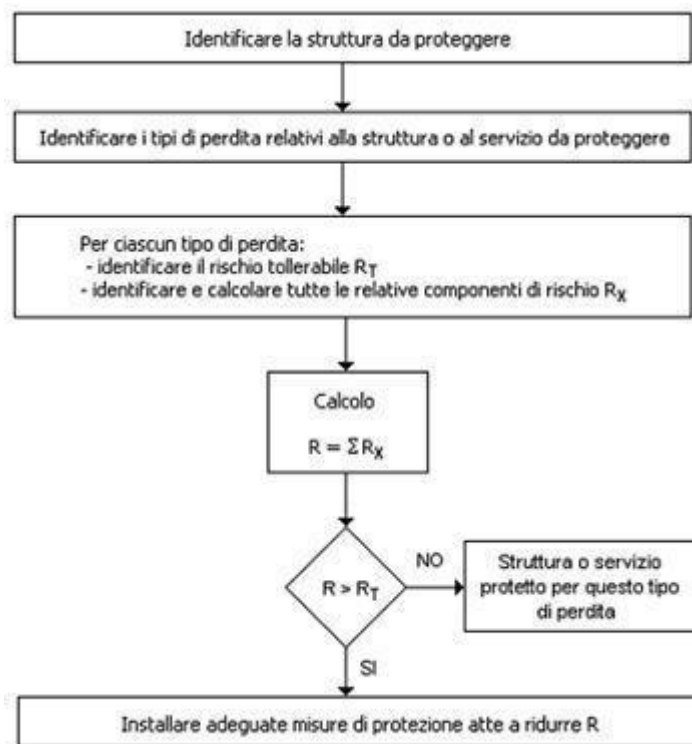 Identificare la struttura da proteggere
Identificare i tipi di perdita relativi alla struttura o al servizio da proteggere
Per ciascun tipo di perdita:
- identificare il rischio tollerabile RT
- identificare e calcolare tutte le relative componenti di rischio RX
Calcolo
R = ΣRX
R > RT
NO
Struttura o servizio
protetto per questo tipo
di perdita
SI
Installare adeguate misure di protezione atte a ridurre R